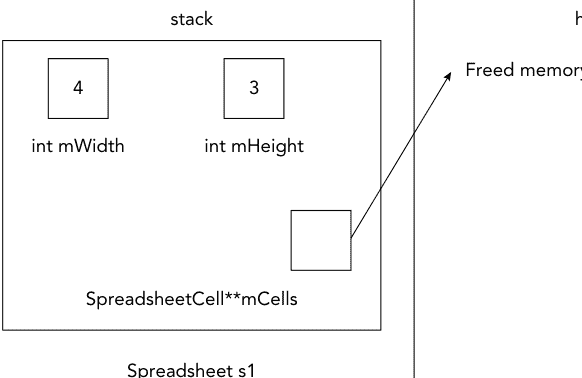 stack
4
3
int mWidth
int mHeight
Freed memory
SpreadsheetCell**mCells
Spreadsheet s1